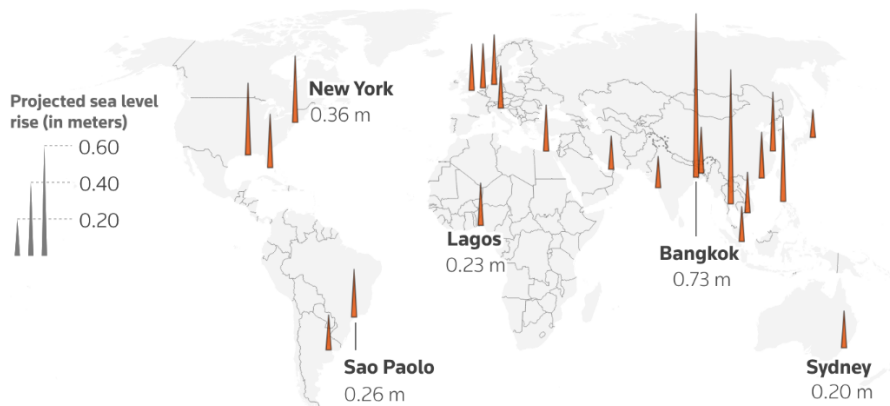 Projected sea level
rise (in meters)
0.60
0.40
0.20
New York
0.36 m
Lagos
0.23 m
Bangkok
0.73 m
Sao Paolo
0.26 m
Sydney
0.20 m